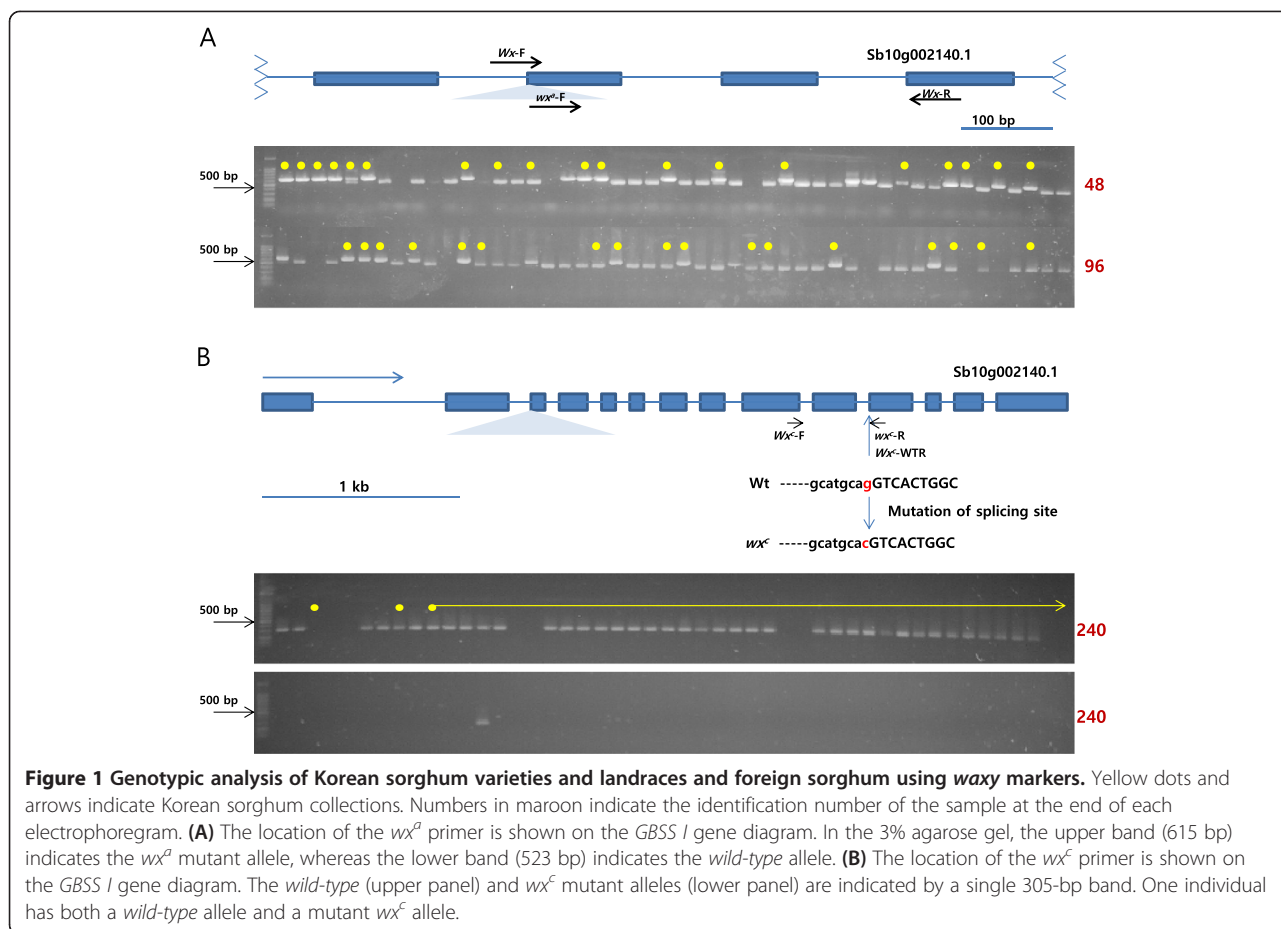 A
Wx-F
Sb10g002140.1
wxᵃ-F
Wx-R
100 bp
500 bp
48
500 bp
96
B
Sb10g002140.1
Wxᶜ-F
wxᶜ-R
Wxᶜ-WTR
1 kb
Wt -----gcatgcagGTCACTGGC
Mutation of splicing site
wxᶜ -----gcatgcacGTCACTGGC
500 bp
240
500 bp
240
Figure 1 Genotypic analysis of Korean sorghum varieties and landraces and foreign sorghum using waxy markers. Yellow dots and
arrows indicate Korean sorghum collections. Numbers in maroon indicate the identification number of the sample at the end of each
electrophoregram. (A) The location of the wxᵃ primer is shown on the GBSS I gene diagram. In the 3% agarose gel, the upper band (615 bp)
indicates the wxᵃ mutant allele, whereas the lower band (523 bp) indicates the wild-type allele. (B) The location of the wxᶜ primer is shown on
the GBSS I gene diagram. The wild-type (upper panel) and wxᶜ mutant alleles (lower panel) are indicated by a single 305-bp band. One individual
has both a wild-type allele and a mutant wxᶜ allele.